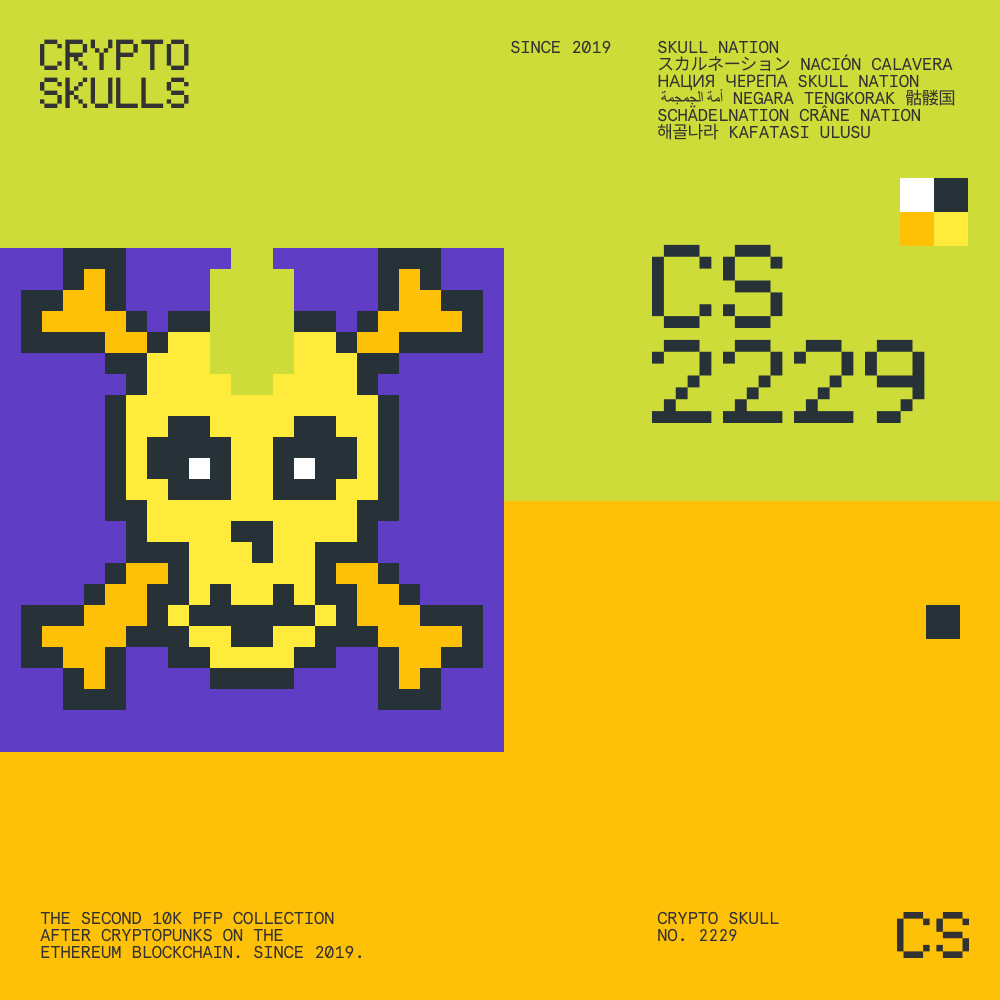 CRYPTO
SKULLS
SINCE 2019
SKULL NATION
スカルネーション NACIÓN CALAVERA
НАЦИЯ ЧЕРЕПА SKULL NATION
أمة الجمجمة NEGARA TENGKORAK 骷髅国
SCHÄDELNATION CRÂNE NATION
해골나라 KAFATASI ULUSU
CS
2229
THE SECOND 10K PFP COLLECTION
AFTER CRYPTOPUNKS ON THE
ETHEREUM BLOCKCHAIN. SINCE 2019.
CRYPTO SKULL
NO. 2229
CS